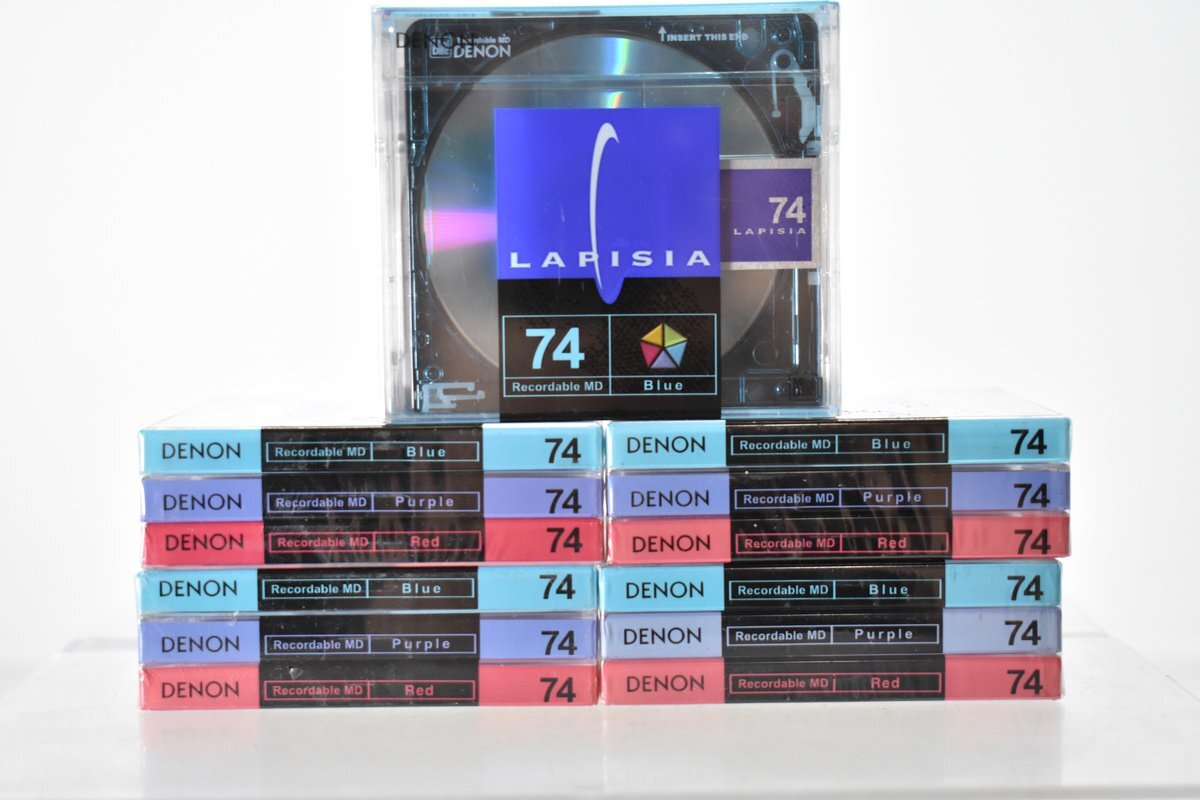 DENON
Recordable MD
DENON
↑INSERT THIS END
74
LAPISIA
LAPISIA
74
Recordable MD Blue
DENON Recordable MD Blue 74
DENON Recordable MD Purple 74
DENON Recordable MD Red 74
DENON Recordable MD Blue 74
DENON Recordable MD Purple 74
DENON Recordable MD Red 74
DENON Recordable MD Blue 74
DENON Recordable MD Purple 74
DENON Recordable MD Red 74
DENON Recordable MD Blue 74
DENON Recordable MD Purple 74
DENON Recordable MD Red 74